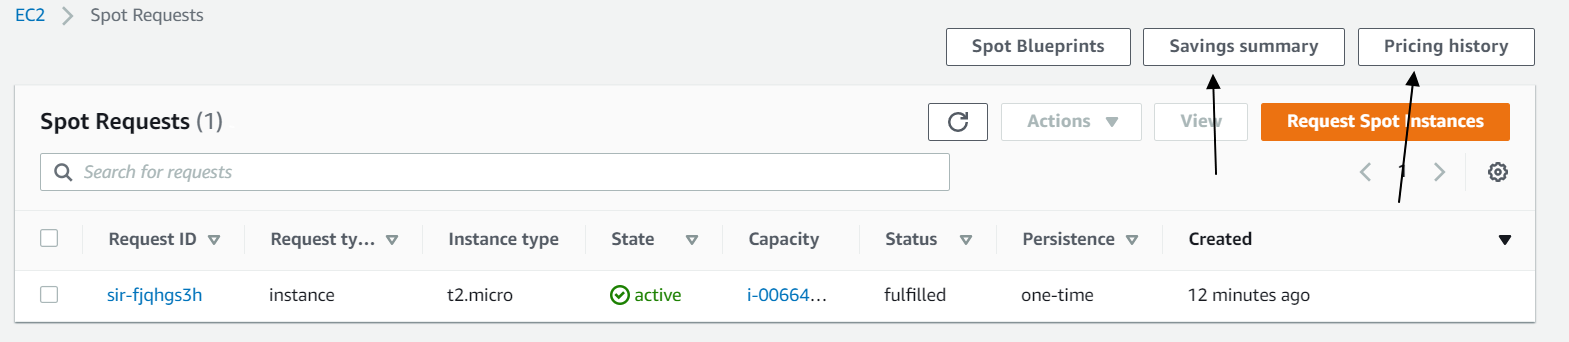 EC2 > Spot Requests
Spot Blueprints Savings summary Pricing history
Spot Requests (1) Actions View Request Spot Instances
Search for requests 1
Request ID Request ty... Instance type State Capacity Status Persistence Created
sir-fjqhgs3h instance t2.micro active i-00664... fulfilled one-time 12 minutes ago